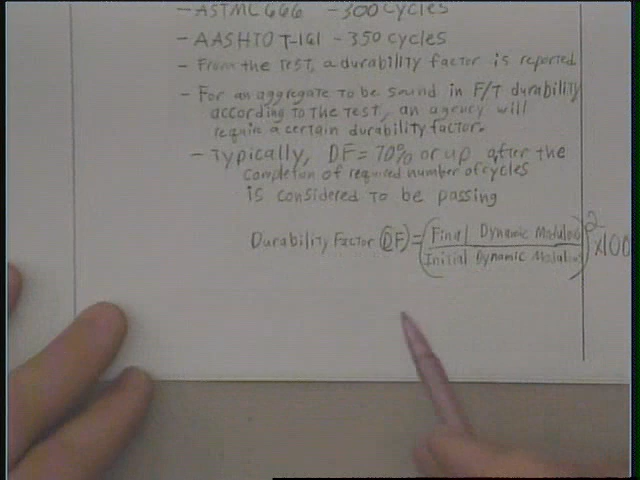 - ASTM C 666 - 300 cycles
- AASHTO T-161 - 350 cycles
- From the Test, a durability factor is reported
- For an aggregate to be sound in F/T durability
according to the Test, an agency will
require a certain durability factor.
- Typically, DF = 70% or up after the
completion of required number of cycles
is considered to be passing
Durability Factor (DF) = (Final Dynamic Modulus / Initial Dynamic Modulus)² x100